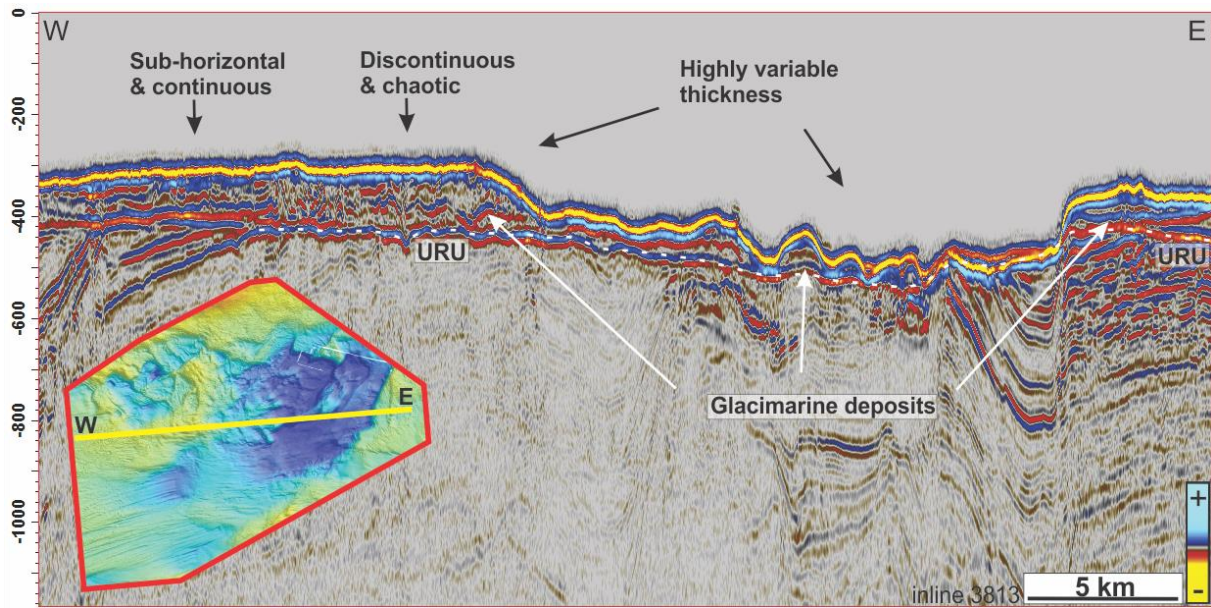 0
W
E
Sub-horizontal
& continuous
Discontinuous
& chaotic
Highly variable
thickness
-200
-400
URU
URU
-600
W
E
Glacimarine deposits
-800
-1000
+
-
inline 3813
5 km